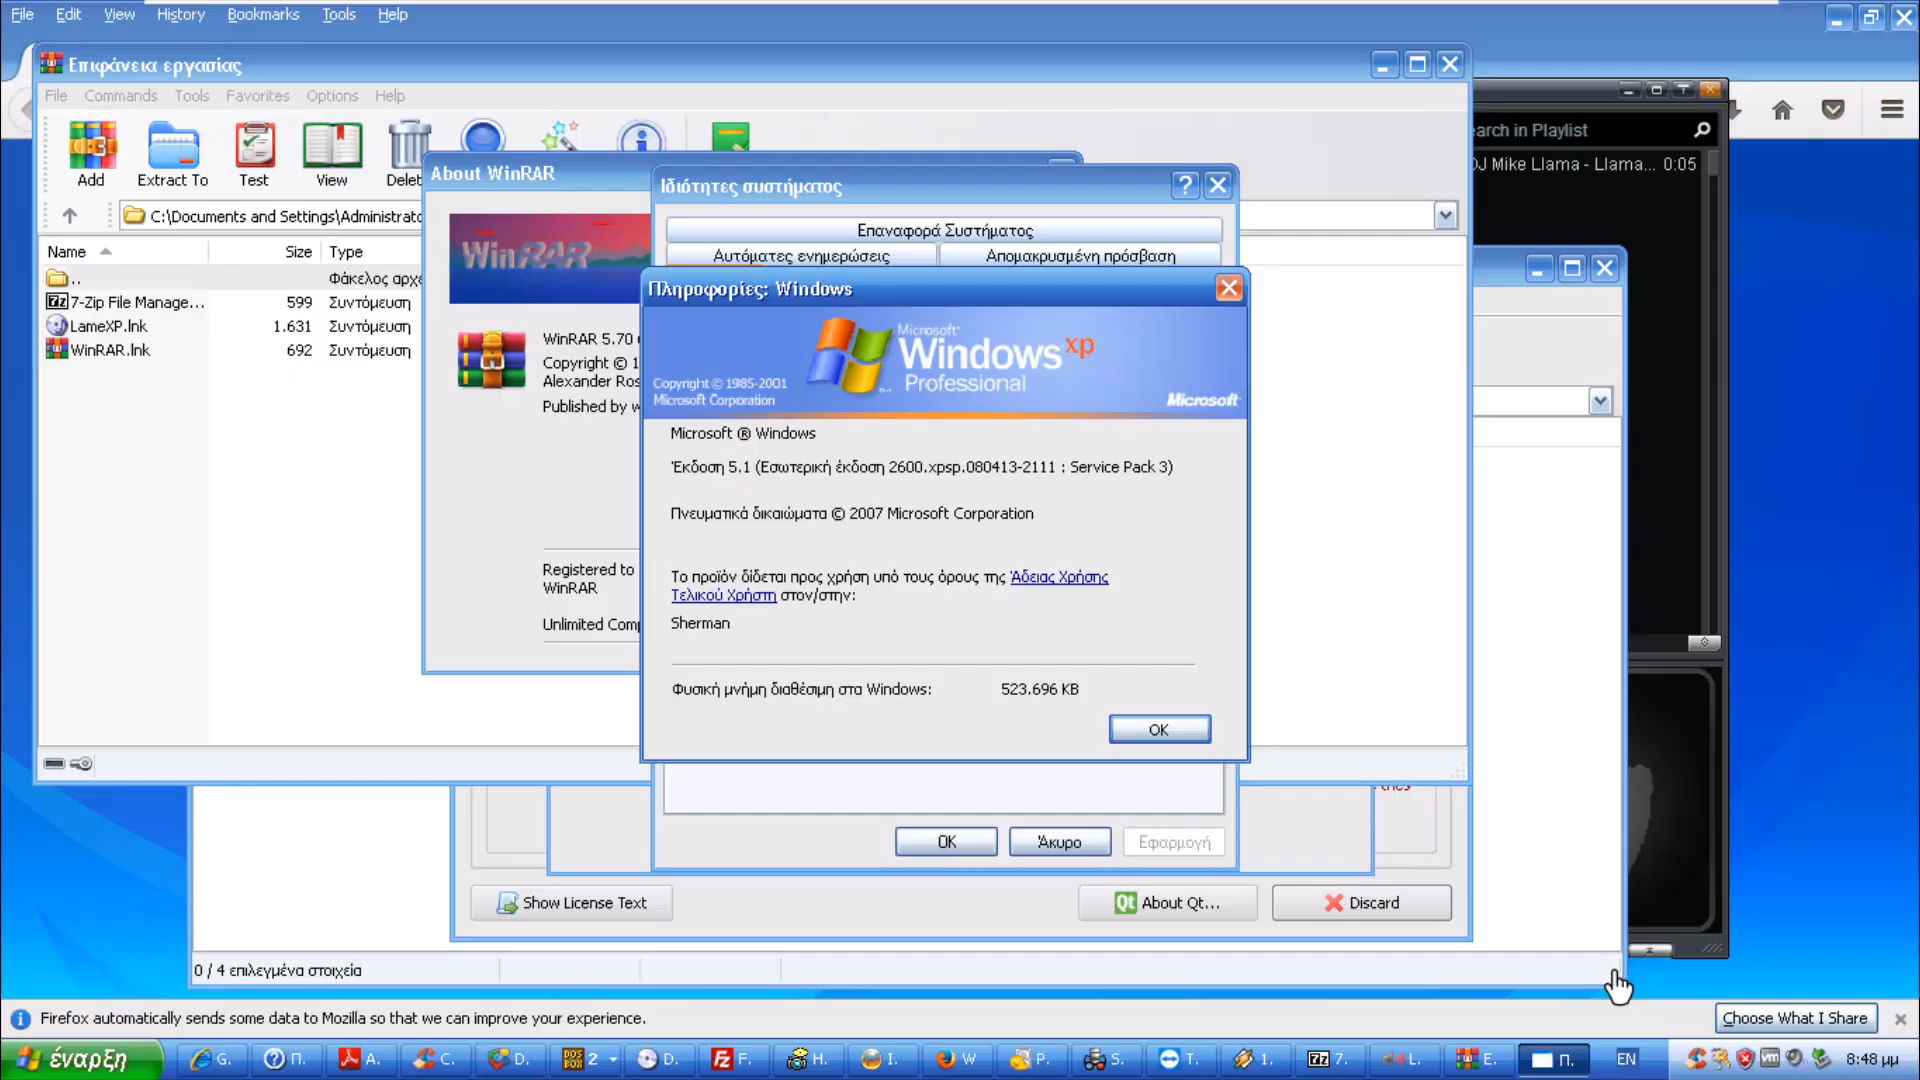 File Edit View History Bookmarks Tools Help
Επιφάνεια εργασίας
File Commands Tools Favorites Options Help
Add Extract To Test View Delet
C:\Documents and Settings\Administrato
Name Size Type
.. Φάκελος αρχε
7-Zip File Manage... 599 Συντόμευση
LameXP.lnk 1.631 Συντόμευση
WinRAR.lnk 692 Συντόμευση
earch in Playlist
DJ Mike Llama - Llama... 0:05
About WinRAR
WinRAR
WinRAR 5.70
Copyright © 1
Alexander Ros
Published by w
Registered to
WinRAR
Unlimited Comp
Ιδιότητες συστήματος
Επαναφορά Συστήματος
Αυτόματες ενημερώσεις Απομακρυσμένη πρόσβαση
Πληροφορίες: Windows
Microsoft®
Windows xp
Professional
Copyright © 1985-2001
Microsoft Corporation
Microsoft
Microsoft ® Windows
Έκδοση 5.1 (Εσωτερική έκδοση 2600.xpsp.080413-2111 : Service Pack 3)
Πνευματικά δικαιώματα © 2007 Microsoft Corporation
Το προϊόν δίδεται προς χρήση υπό τους όρους της Άδειας Χρήσης
Τελικού Χρήστη στον/στην:
Sherman
Φυσική μνήμη διαθέσιμη στα Windows: 523.696 KB
OK
OK Άκυρο Εφαρμογή
Show License Text About Qt... Discard
0 / 4 επιλεγμένα στοιχεία
Firefox automatically sends some data to Mozilla so that we can improve your experience.
Choose What I Share
έναρξη G. Π. A. C. D. 2 D. F. H. I. W P. S. T. 1. 7. L. E. Π. EN 8:48 μμ